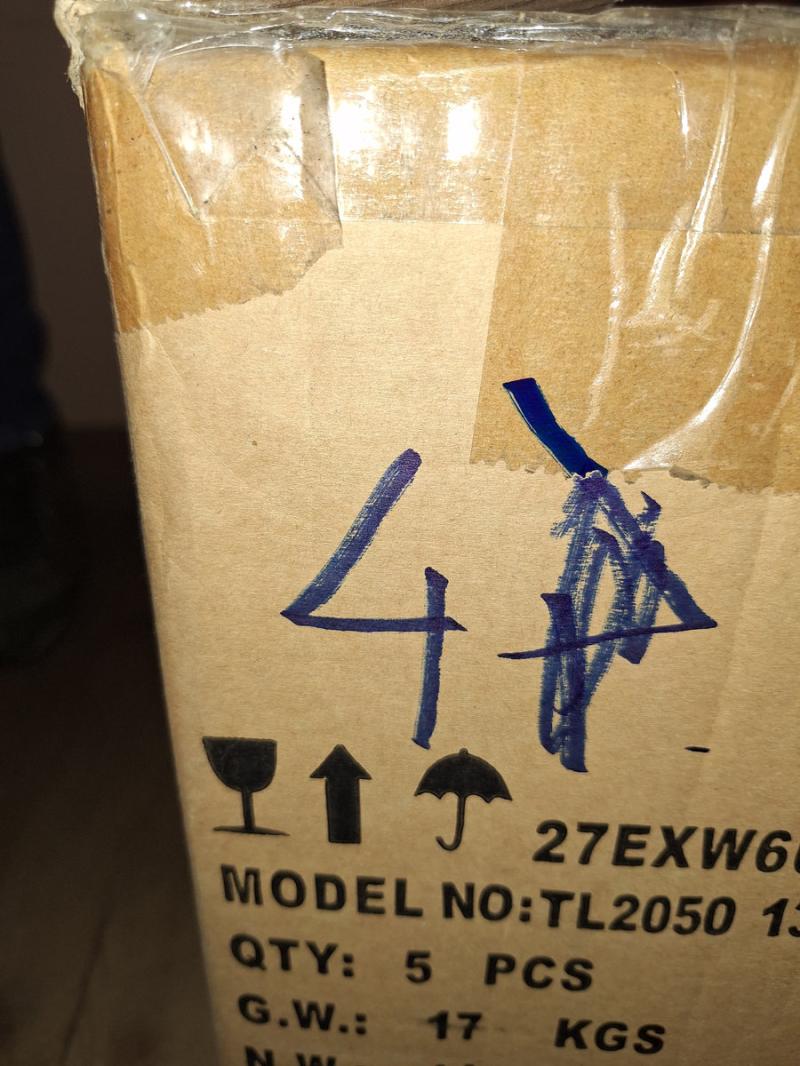 4
27EXW6
MODEL NO:TL2050 13
QTY: 5 PCS
G.W.: 17 KGS
N.W.